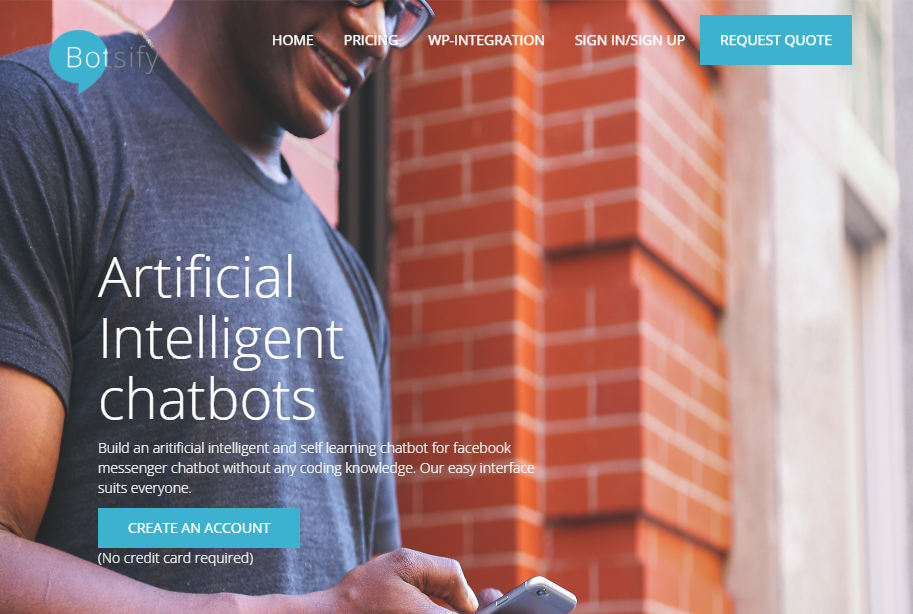 Botsify
HOME PRICING WP-INTEGRATION SIGN IN/SIGN UP REQUEST QUOTE
Artificial
Intelligent
chatbots
Build an aritificial intelligent and self learning chatbot for facebook
messenger chatbot without any coding knowledge. Our easy interface
suits everyone.
CREATE AN ACCOUNT
(No credit card required)